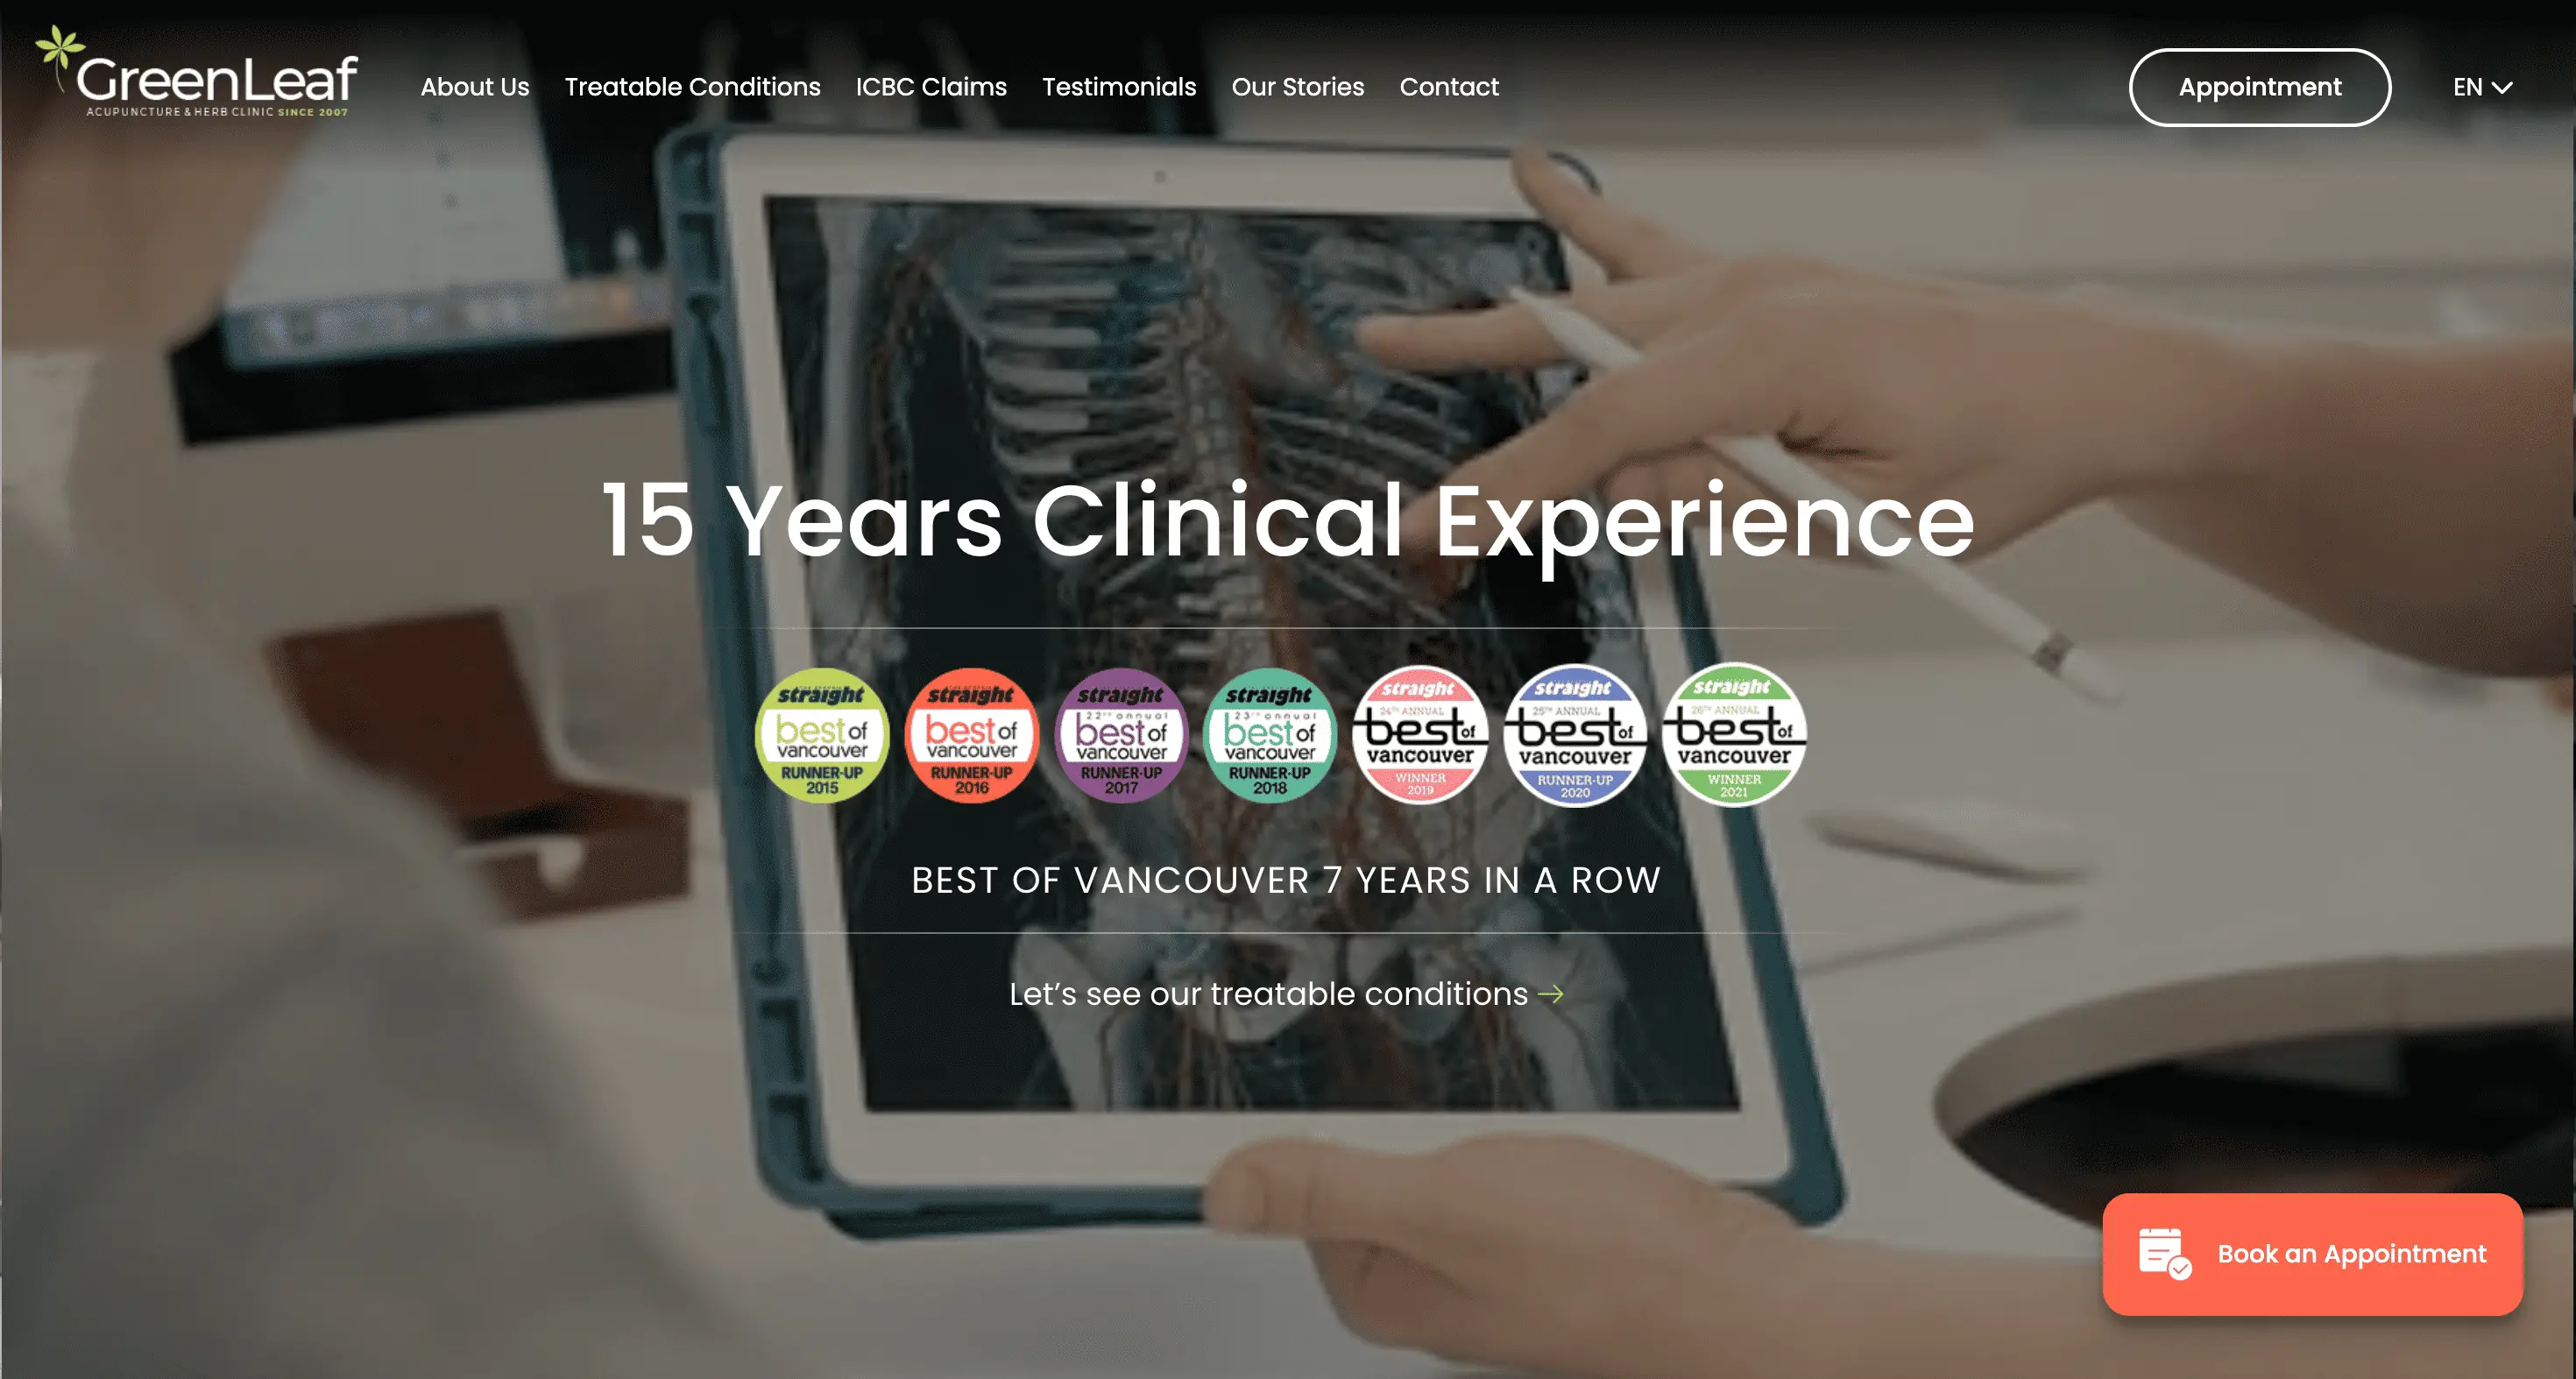 GreenLeaf
ACUPUNCTURE & HERB CLINIC SINCE 2007
About Us
Treatable Conditions
ICBC Claims
Testimonials
Our Stories
Contact
Appointment
EN
15 Years Clinical Experience
straight
best of
vancouver
RUNNER-UP
2015
straight
best of
vancouver
RUNNER-UP
2016
straight
22ND annual
best of
vancouver
RUNNER-UP
2017
straight
23RD annual
best of
vancouver
RUNNER-UP
2018
straight
24TH ANNUAL
best of
vancouver
WINNER
2019
straight
25TH ANNUAL
best of
vancouver
RUNNER-UP
2020
straight
26TH ANNUAL
best of
vancouver
WINNER
2021
BEST OF VANCOUVER 7 YEARS IN A ROW
Let’s see our treatable conditions →
Book an Appointment